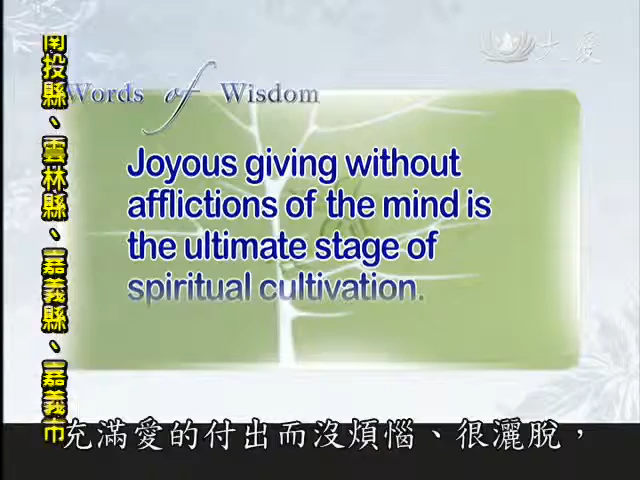 大愛
Words of Wisdom
Joyous giving without
afflictions of the mind is
the ultimate stage of
spiritual cultivation.
南投縣、雲林縣、嘉義縣、嘉義市
充滿愛的付出而沒煩惱、很灑脫，